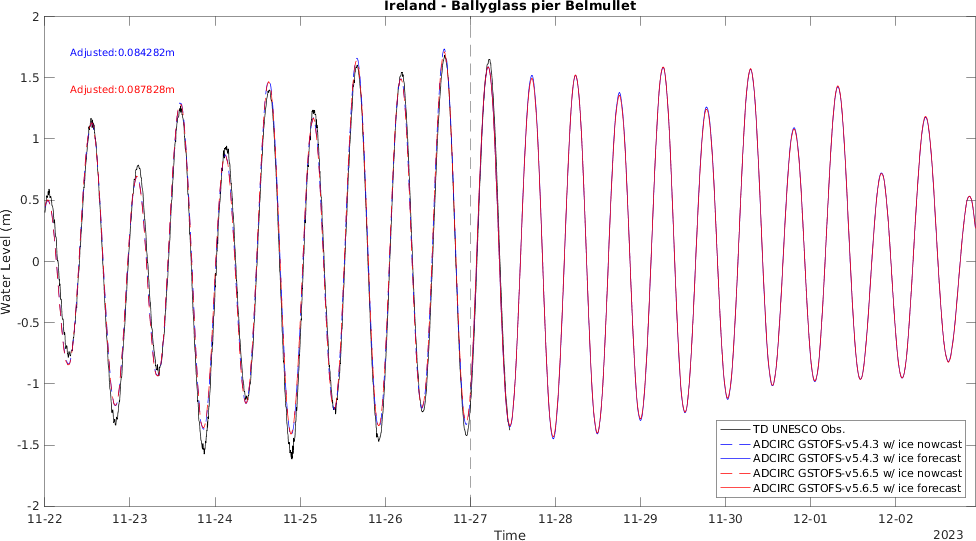 Ireland - Ballyglass pier Belmullet
Adjusted:0.084282m
Adjusted:0.087828m
2
1.5
1
0.5
0
-0.5
-1
-1.5
-2
Water Level (m)
TD UNESCO Obs.
ADCIRC GSTOFS-v5.4.3 w/ ice nowcast
ADCIRC GSTOFS-v5.4.3 w/ ice forecast
ADCIRC GSTOFS-v5.6.5 w/ ice nowcast
ADCIRC GSTOFS-v5.6.5 w/ ice forecast
11-22 11-23 11-24 11-25 11-26 11-27 11-28 11-29 11-30 12-01 12-02
Time
2023